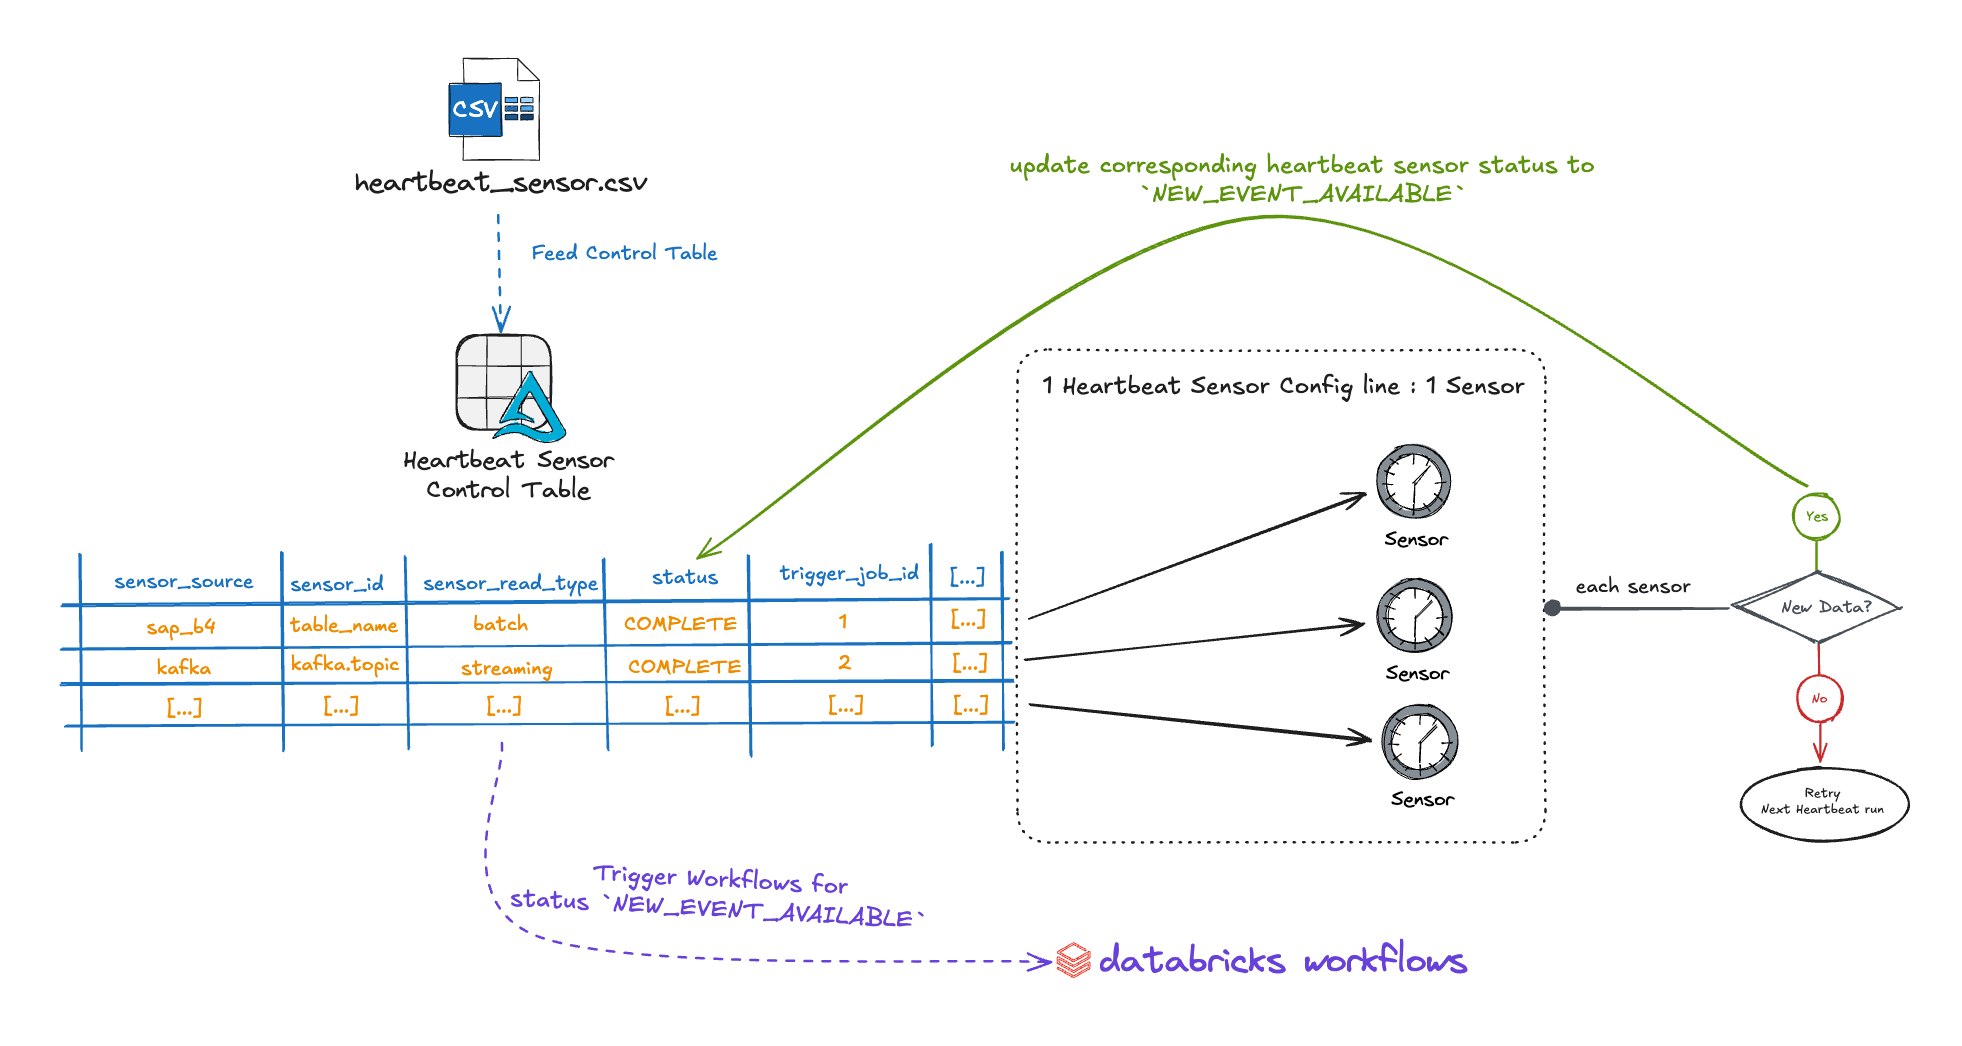 CSV
heartbeat_sensor.csv
Feed Control Table
Heartbeat Sensor
Control Table
update corresponding heartbeat sensor status to
`NEW_EVENT_AVAILABLE`
sensor_source sensor_id sensor_read_type status trigger_job_id [...]
sap_b4 table_name batch COMPLETE 1 [...]
kafka kafka.topic streaming COMPLETE 2 [...]
[...] [...] [...] [...] [...] [...]
1 Heartbeat Sensor Config line : 1 Sensor
Sensor
Sensor
Sensor
each sensor
Yes
New Data?
No
Retry
Next Heartbeat run
Trigger Workflows for
status `NEW_EVENT_AVAILABLE`
databricks workflows